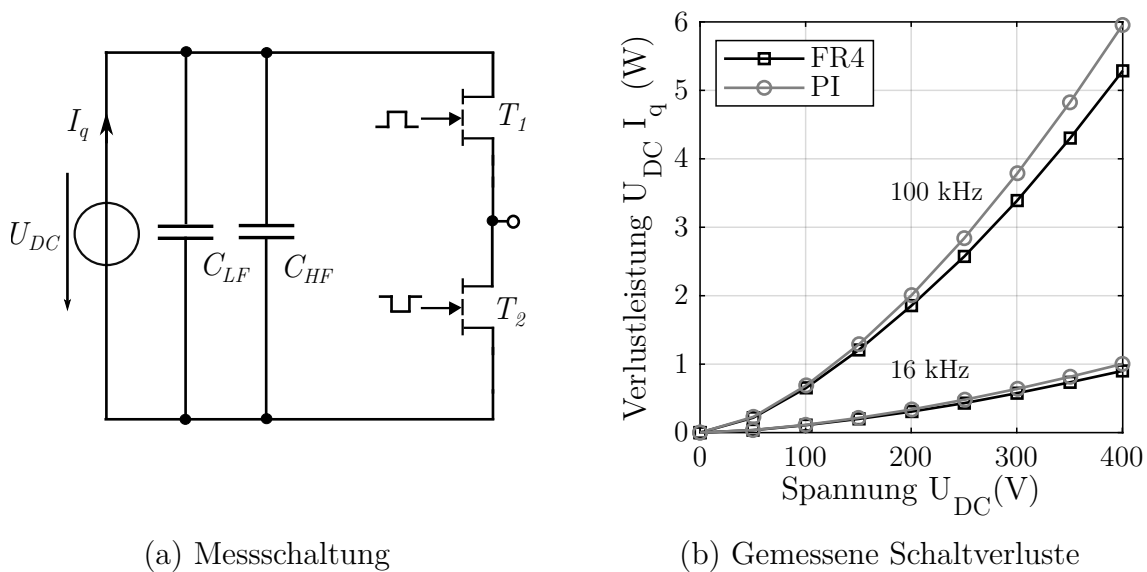 I_q
U_DC
C_LF
C_HF
T_1
T_2
(a) Messschaltung
Verlustleistung U_DC I_q (W)
6
5
4
3
2
1
0
FR4
PI
100 kHz
16 kHz
0 100 200 300 400
Spannung U_DC(V)
(b) Gemessene Schaltverluste